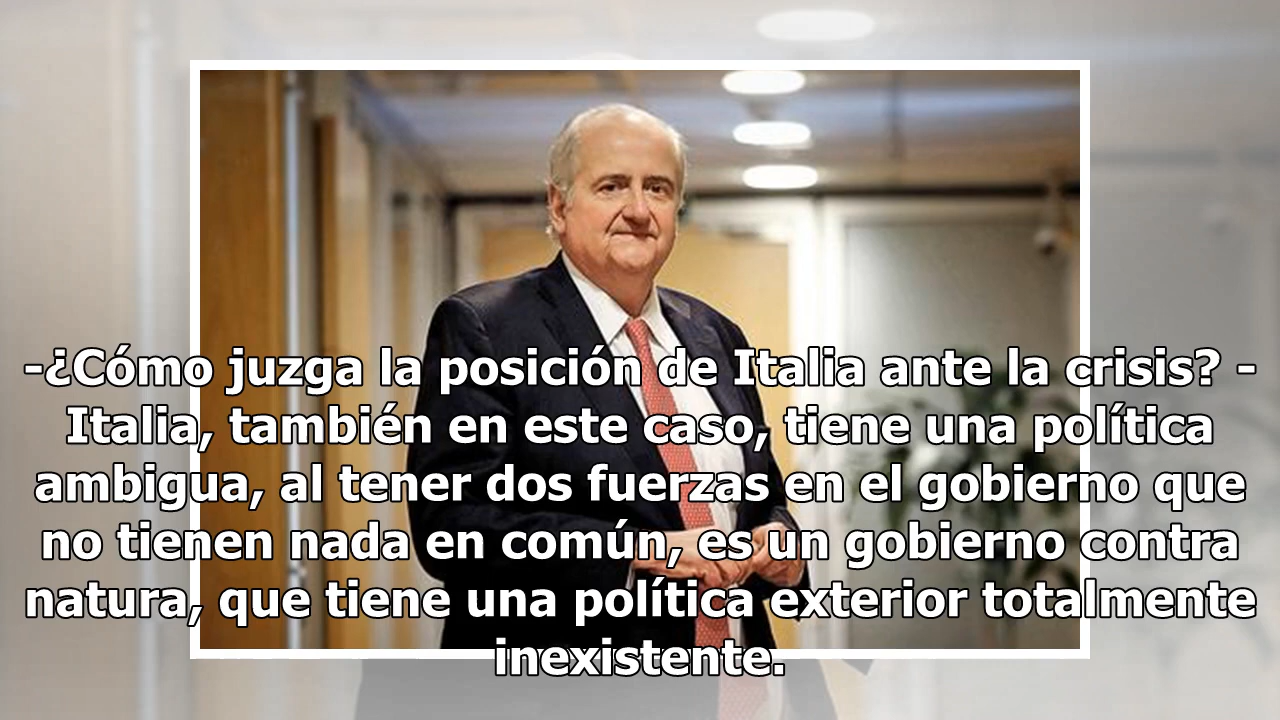 -¿Cómo juzga la posición de Italia ante la crisis? -
Italia, también en este caso, tiene una política
ambigua, al tener dos fuerzas en el gobierno que
no tienen nada en común, es un gobierno contra
natura, que tiene una política exterior totalmente
inexistente.